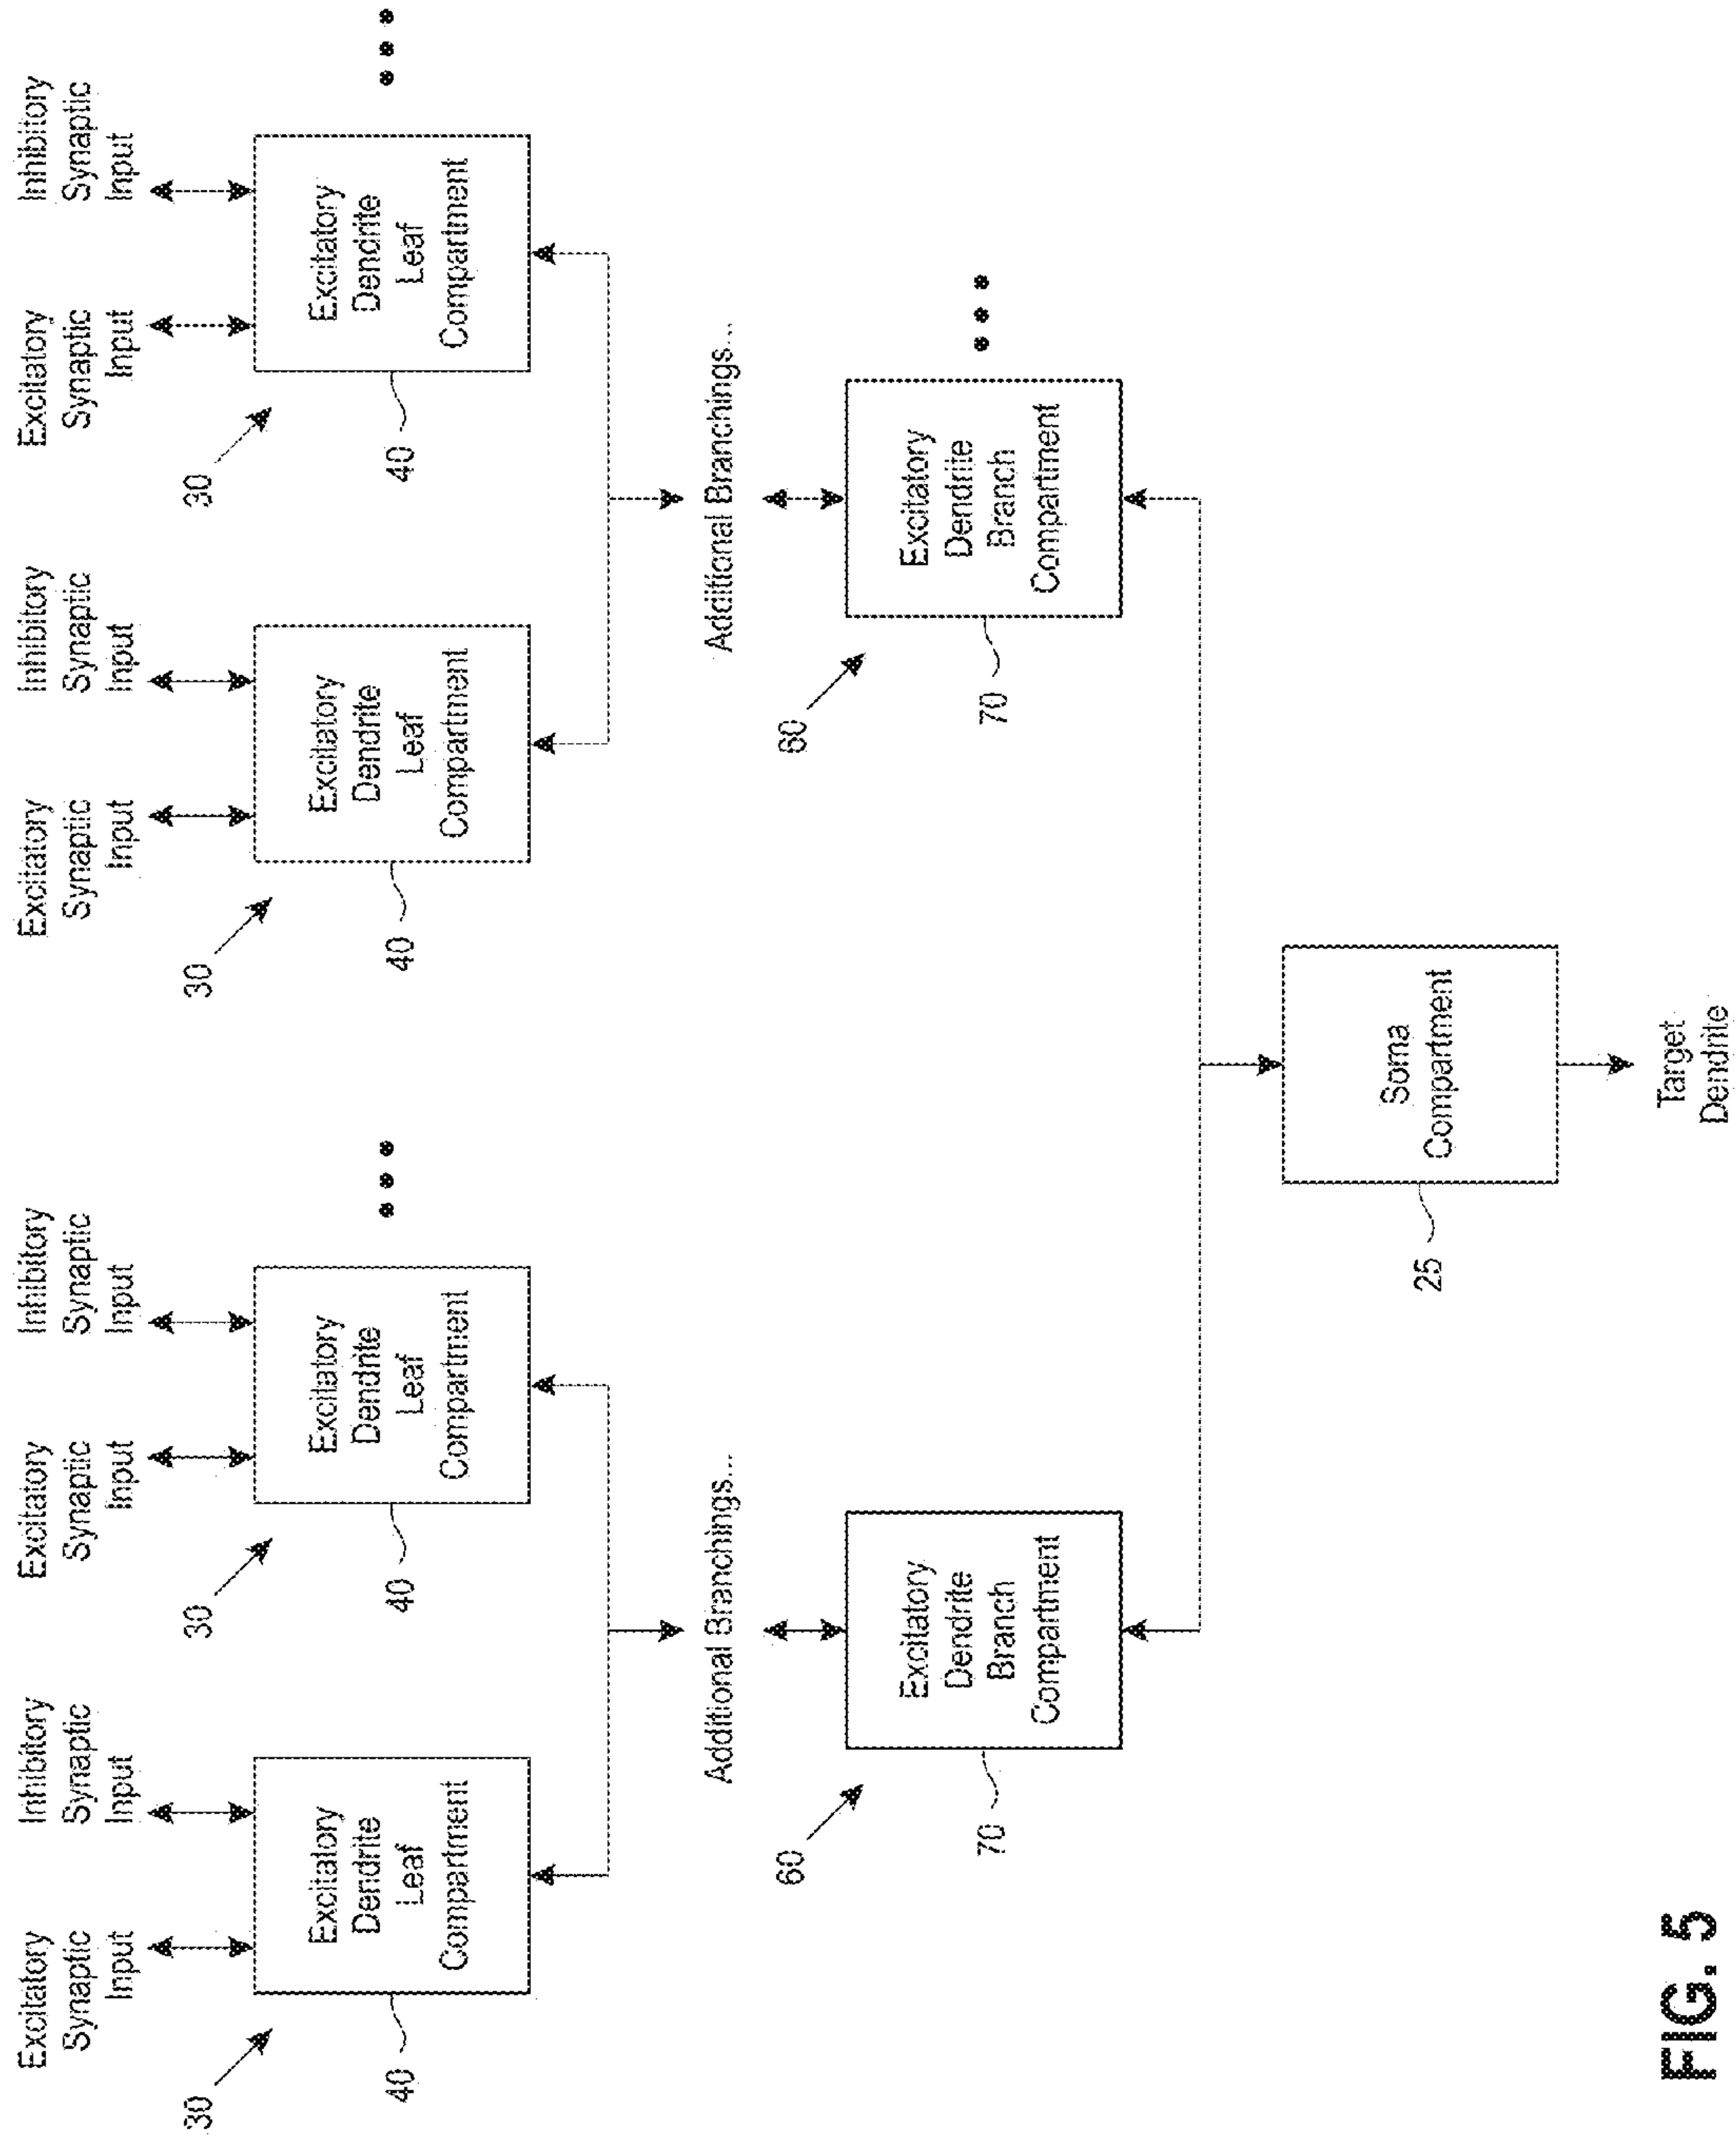 Excitatory
Synaptic
Input
Inhibitory
Synaptic
Input
Excitatory
Synaptic
Input
Inhibitory
Synaptic
Input
Excitatory
Synaptic
Input
Inhibitory
Synaptic
Input
Excitatory
Synaptic
Input
Inhibitory
Synaptic
Input
30
30
30
30
Excitatory
Dendrite
Leaf
Compartment
Excitatory
Dendrite
Leaf
Compartment
Excitatory
Dendrite
Leaf
Compartment
Excitatory
Dendrite
Leaf
Compartment
40
40
40
40
Additional Branchings...
Additional Branchings...
60
60
Excitatory
Dendrite
Branch
Compartment
Excitatory
Dendrite
Branch
Compartment
70
70
Soma
Compartment
25
Target
Dendrite
FIG. 5